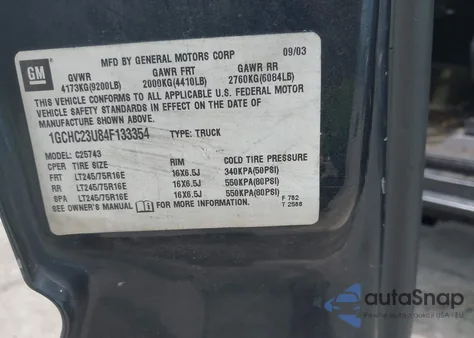 GM
MFD BY GENERAL MOTORS CORP 09/03
GVWR GAWR FRT GAWR RR
4173KG(9200LB) 2000KG(4410LB) 2760KG(6084LB)
THIS VEHICLE CONFORMS TO ALL APPLICABLE U.S. FEDERAL MOTOR
VEHICLE SAFETY STANDARDS IN EFFECT ON THE DATE OF
MANUFACTURE SHOWN ABOVE.
1GCHC23U84F133354 TYPE: TRUCK
MODEL: C25743
CPER TIRE SIZE RIM COLD TIRE PRESSURE
FRT LT245/75R16E 16X6.5J 340KPA(50PSI)
RR LT245/75R16E 16X6.5J 550KPA(80PSI)
SPA LT245/75R16E 16X6.5J 550KPA(80PSI)
SEE OWNER'S MANUAL FOR MORE INFORMATION. F 782
T 2588
autoSnap